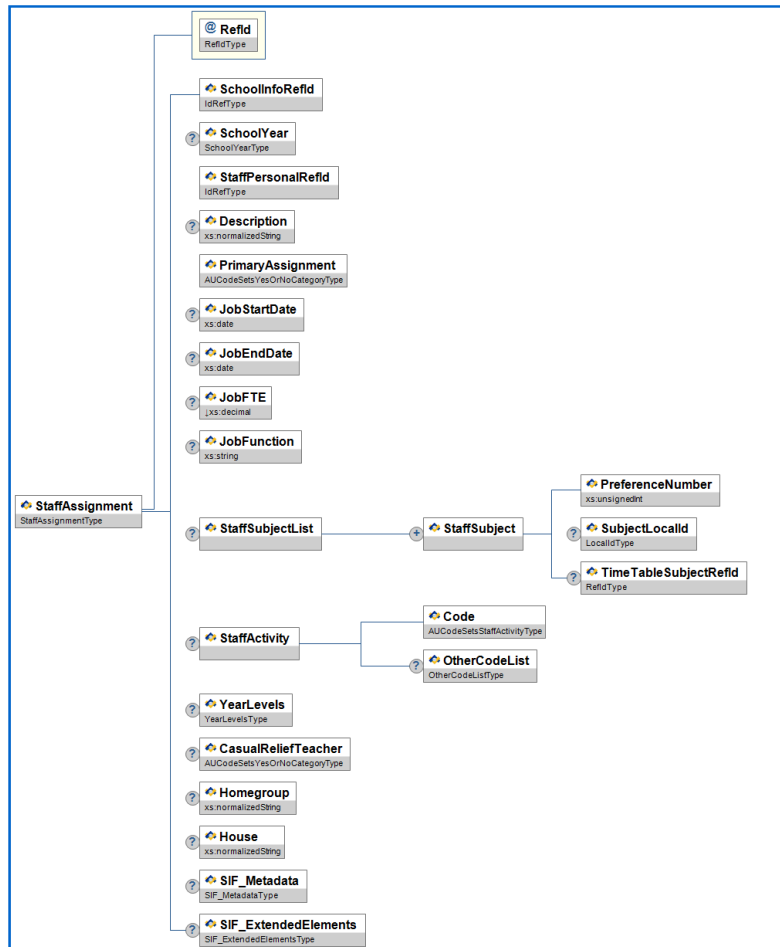 @ RefId
RefIdType
SchoolInfoRefId
IdRefType
? SchoolYear
SchoolYearType
StaffPersonalRefId
IdRefType
? Description
xs:normalizedString
PrimaryAssignment
AUCodeSetsYesOrNoCategoryType
? JobStartDate
xs:date
? JobEndDate
xs:date
? JobFTE
↓xs:decimal
? JobFunction
xs:string
StaffAssignment
StaffAssignmentType
? StaffSubjectList
+ StaffSubject
PreferenceNumber
xs:unsignedInt
? SubjectLocalId
LocalIdType
? TimeTableSubjectRefId
RefIdType
? StaffActivity
Code
AUCodeSetsStaffActivityType
? OtherCodeList
OtherCodeListType
? YearLevels
YearLevelsType
? CasualReliefTeacher
AUCodeSetsYesOrNoCategoryType
? Homegroup
xs:normalizedString
? House
xs:normalizedString
? SIF_Metadata
SIF_MetadataType
? SIF_ExtendedElements
SIF_ExtendedElementsType